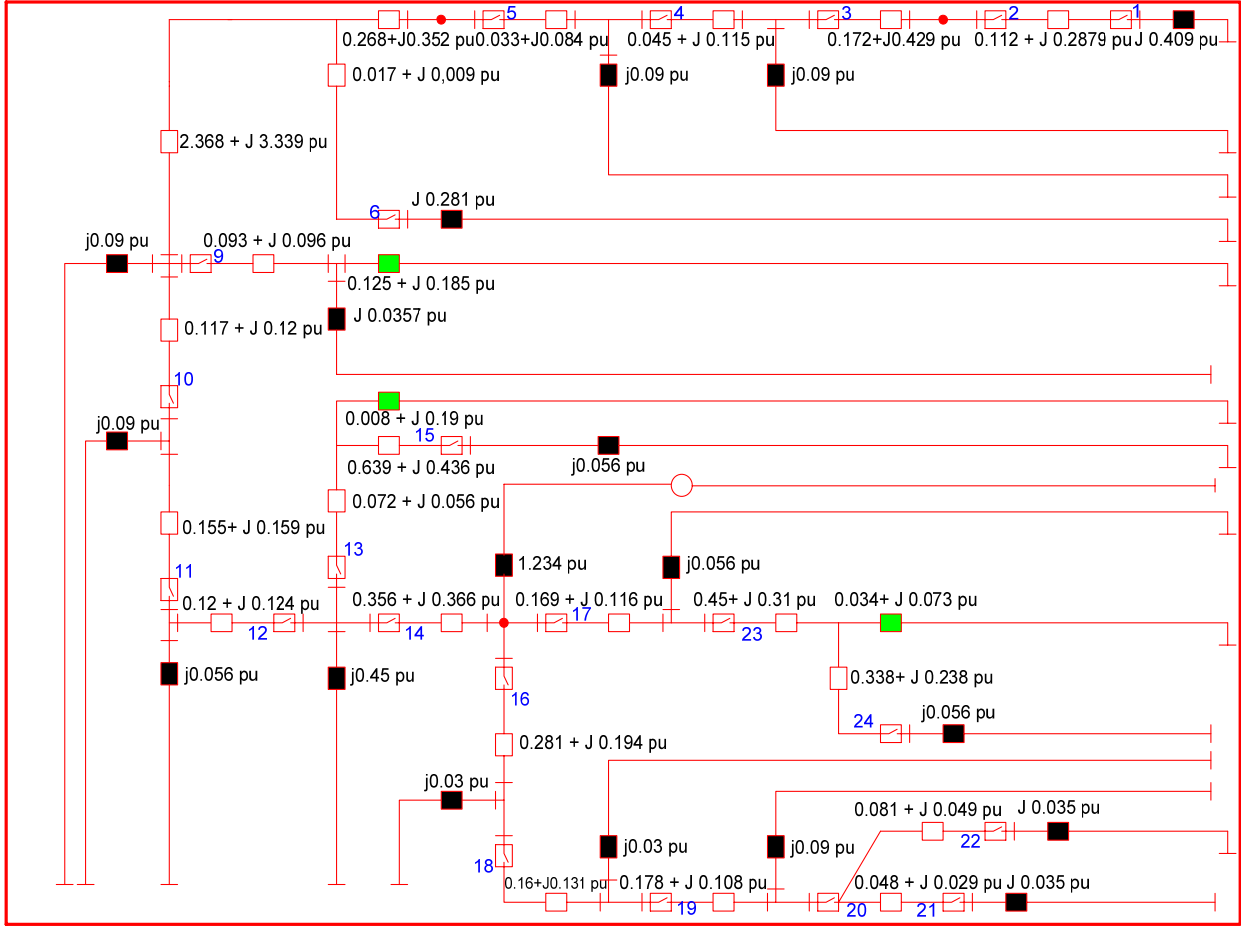 5
4
3
2
1
0.268+J0.352 pu
0.033+J0.084 pu
0.045 + J 0.115 pu
0.172+J0.429 pu
0.112 + J 0.2879 pu
J 0.409 pu
0.017 + J 0,009 pu
j0.09 pu
j0.09 pu
2.368 + J 3.339 pu
J 0.281 pu
6
j0.09 pu
0.093 + J 0.096 pu
9
0.125 + J 0.185 pu
J 0.0357 pu
0.117 + J 0.12 pu
10
j0.09 pu
0.008 + J 0.19 pu
15
0.639 + J 0.436 pu
j0.056 pu
0.072 + J 0.056 pu
0.155+ J 0.159 pu
13
1.234 pu
j0.056 pu
11
0.12 + J 0.124 pu
0.356 + J 0.366 pu
0.169 + J 0.116 pu
17
0.45+ J 0.31 pu
0.034+ J 0.073 pu
12
14
23
j0.056 pu
j0.45 pu
0.338+ J 0.238 pu
16
24
j0.056 pu
0.281 + J 0.194 pu
j0.03 pu
0.081 + J 0.049 pu
J 0.035 pu
22
18
j0.03 pu
j0.09 pu
0.16+J0.131 pu
0.178 + J 0.108 pu
0.048 + J 0.029 pu
J 0.035 pu
19
20
21